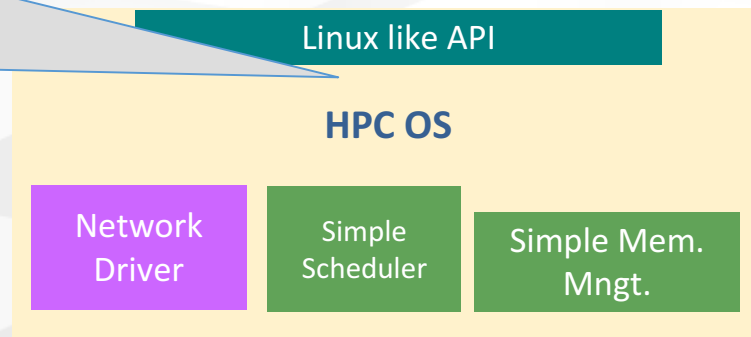 Linux like API
HPC OS
Network
Driver
Simple
Scheduler
Simple Mem.
Mngt.